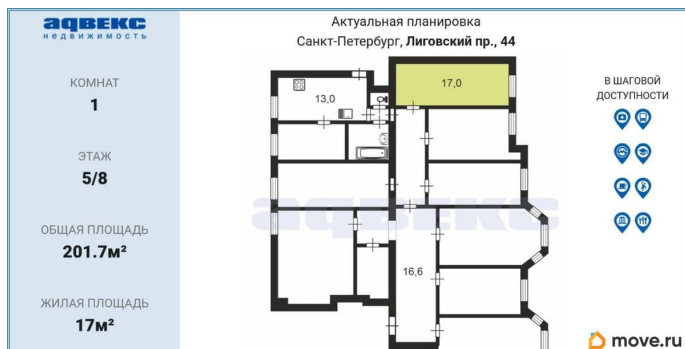 адвекс
НЕДВИЖИМОСТЬ
КОМНАТ
1
ЭТАЖ
5/8
ОБЩАЯ ПЛОЩАДЬ
201.7м²
ЖИЛАЯ ПЛОЩАДЬ
17м²
Актуальная планировка
Санкт-Петербург, Лиговский пр., 44
17,0
13,0
адвекс
16,6
В ШАГОВОЙ
ДОСТУПНОСТИ
move.ru